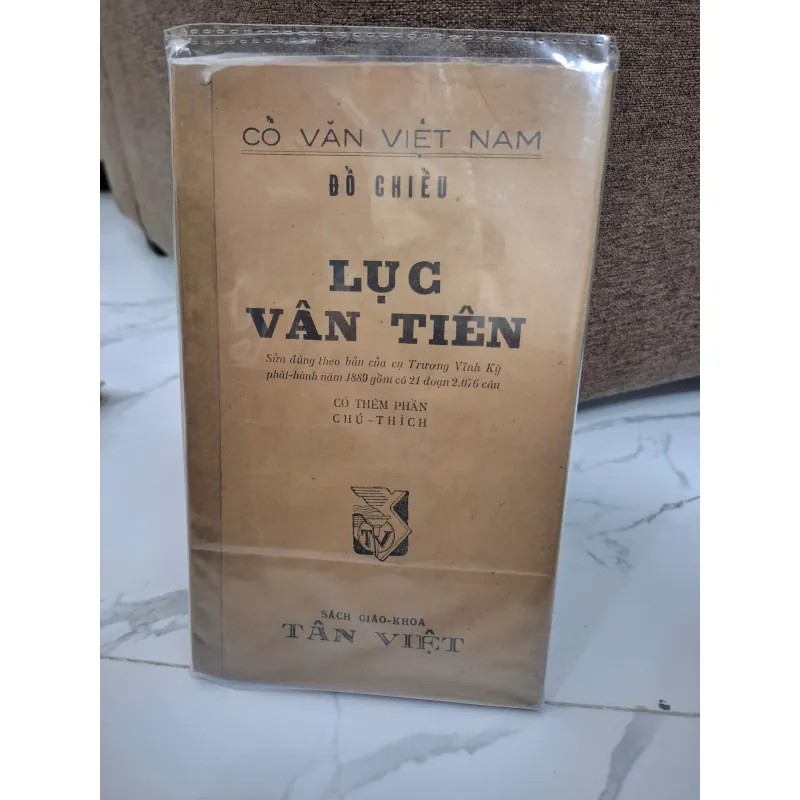 CỔ VĂN VIỆT NAM
ĐỒ CHIỂU
LỤC
VÂN TIÊN
Sửa đúng theo bản của cụ Trương Vĩnh Ký
phát-hành năm 1889 gồm có 21 đoạn 2.076 câu
CÓ THÊM PHẦN
CHÚ-THÍCH
TV
SÁCH GIÁO-KHOA
TÂN VIỆT